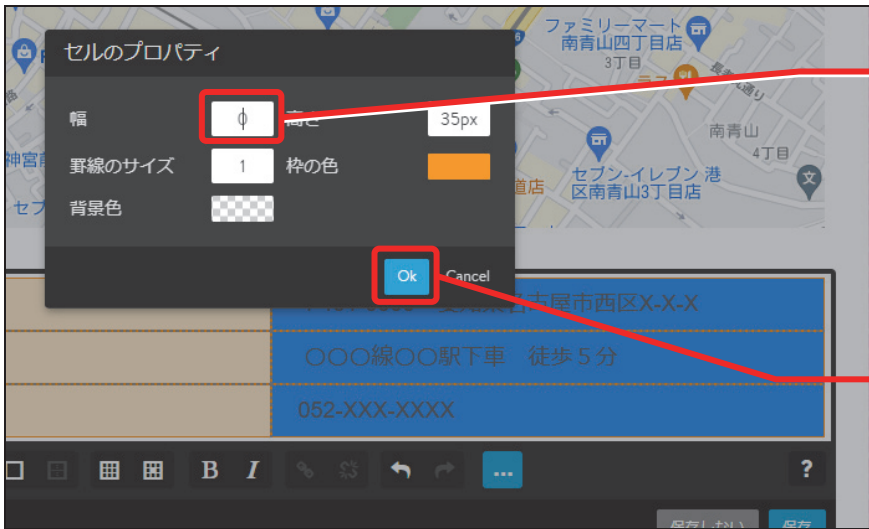 ファミリーマート
南青山四丁目店
3丁目
セルのプロパティ
幅
0
高さ
35px
南青山
4丁目
神宮前
罫線のサイズ
1
枠の色
セブン-イレブン 港
区南青山3丁目店
道店
セブ
背景色
Ok
Cancel
名古屋市西区X-X-X
〇〇〇線〇〇駅下車 徒歩５分
052-XXX-XXXX
B I
...
?
保存しない
保存